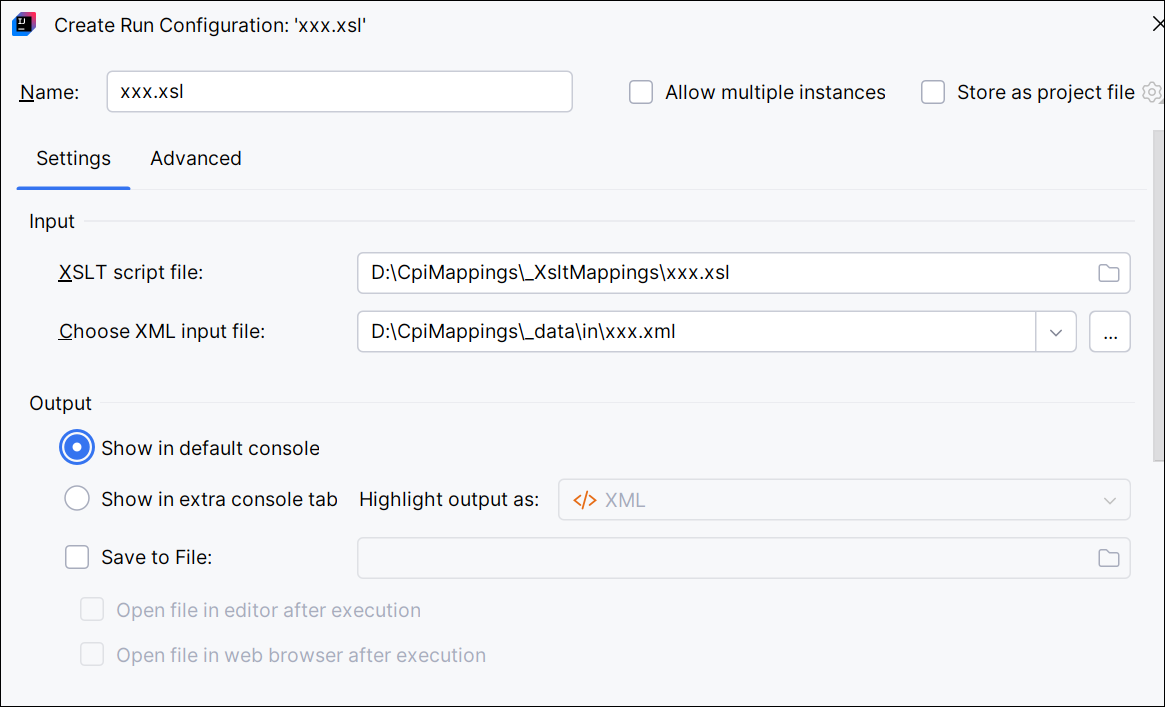 Create Run Configuration: 'xxx.xsl'
Name: xxx.xsl Allow multiple instances Store as project file
Settings Advanced
Input
XSLT script file: D:\CpiMappings\_XsltMappings\xxx.xsl
Choose XML input file: D:\CpiMappings\_data\in\xxx.xml ...
Output
Show in default console
Show in extra console tab Highlight output as: </> XML
Save to File:
Open file in editor after execution
Open file in web browser after execution